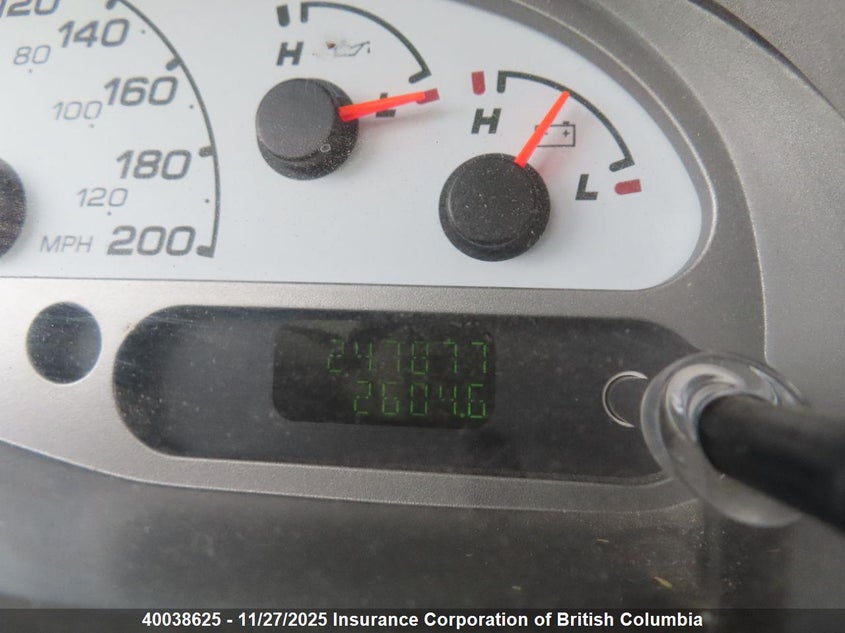 120
80 140
H
100 160
L
H
180
L
120
MPH 200
247877
2604.6
40038625 - 11/27/2025 Insurance Corporation of British Columbia